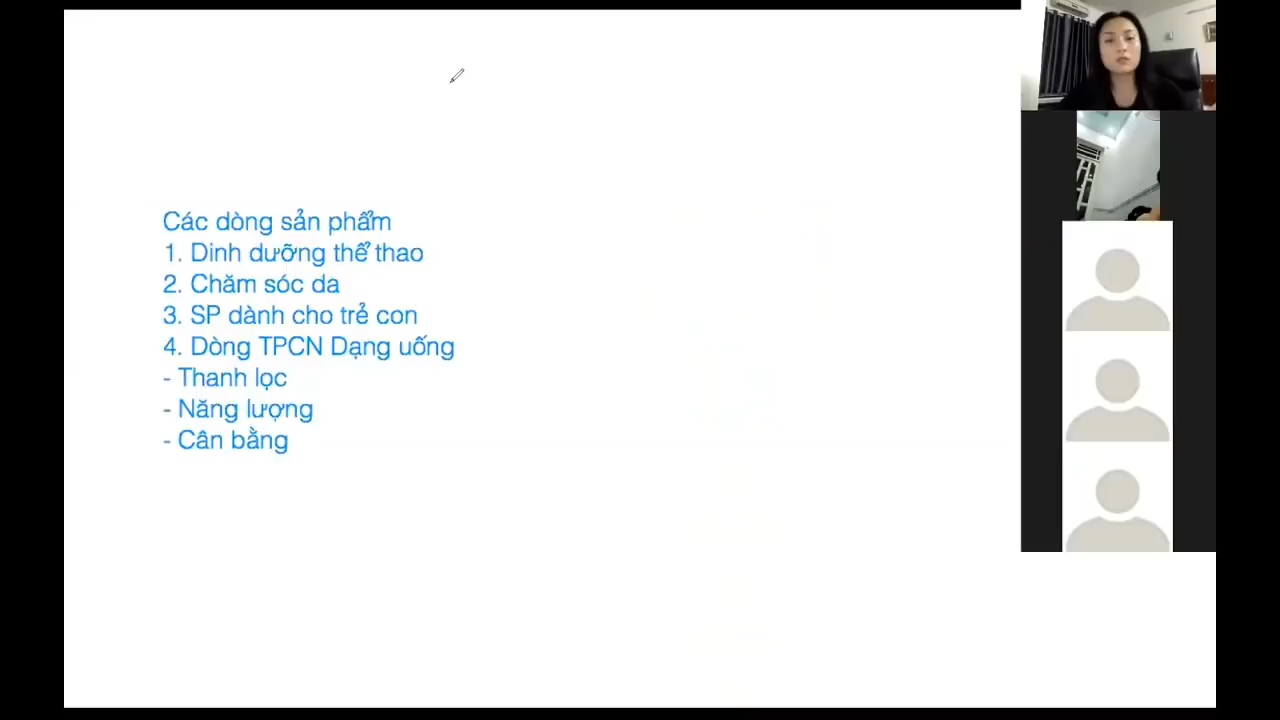 Các dòng sản phẩm
1. Dinh dưỡng thể thao
2. Chăm sóc da
3. SP dành cho trẻ con
4. Dòng TPCN Dạng uống
- Thanh lọc
- Năng lượng
- Cân bằng